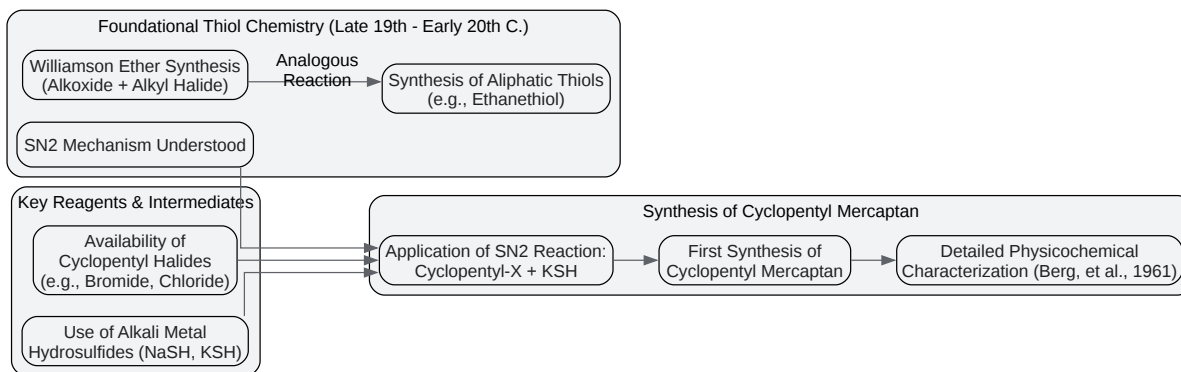 Foundational Thiol Chemistry (Late 19th - Early 20th C.)
Williamson Ether Synthesis
(Alkoxide + Alkyl Halide)
Analogous
Reaction
Synthesis of Aliphatic Thiols
(e.g., Ethanethiol)
SN2 Mechanism Understood
Key Reagents & Intermediates
Availability of
Cyclopentyl Halides
(e.g., Bromide, Chloride)
Use of Alkali Metal
Hydrosulfides (NaSH, KSH)
Synthesis of Cyclopentyl Mercaptan
Application of SN2 Reaction:
Cyclopentyl-X + KSH
First Synthesis of
Cyclopentyl Mercaptan
Detailed Physicochemical
Characterization (Berg, et al., 1961)